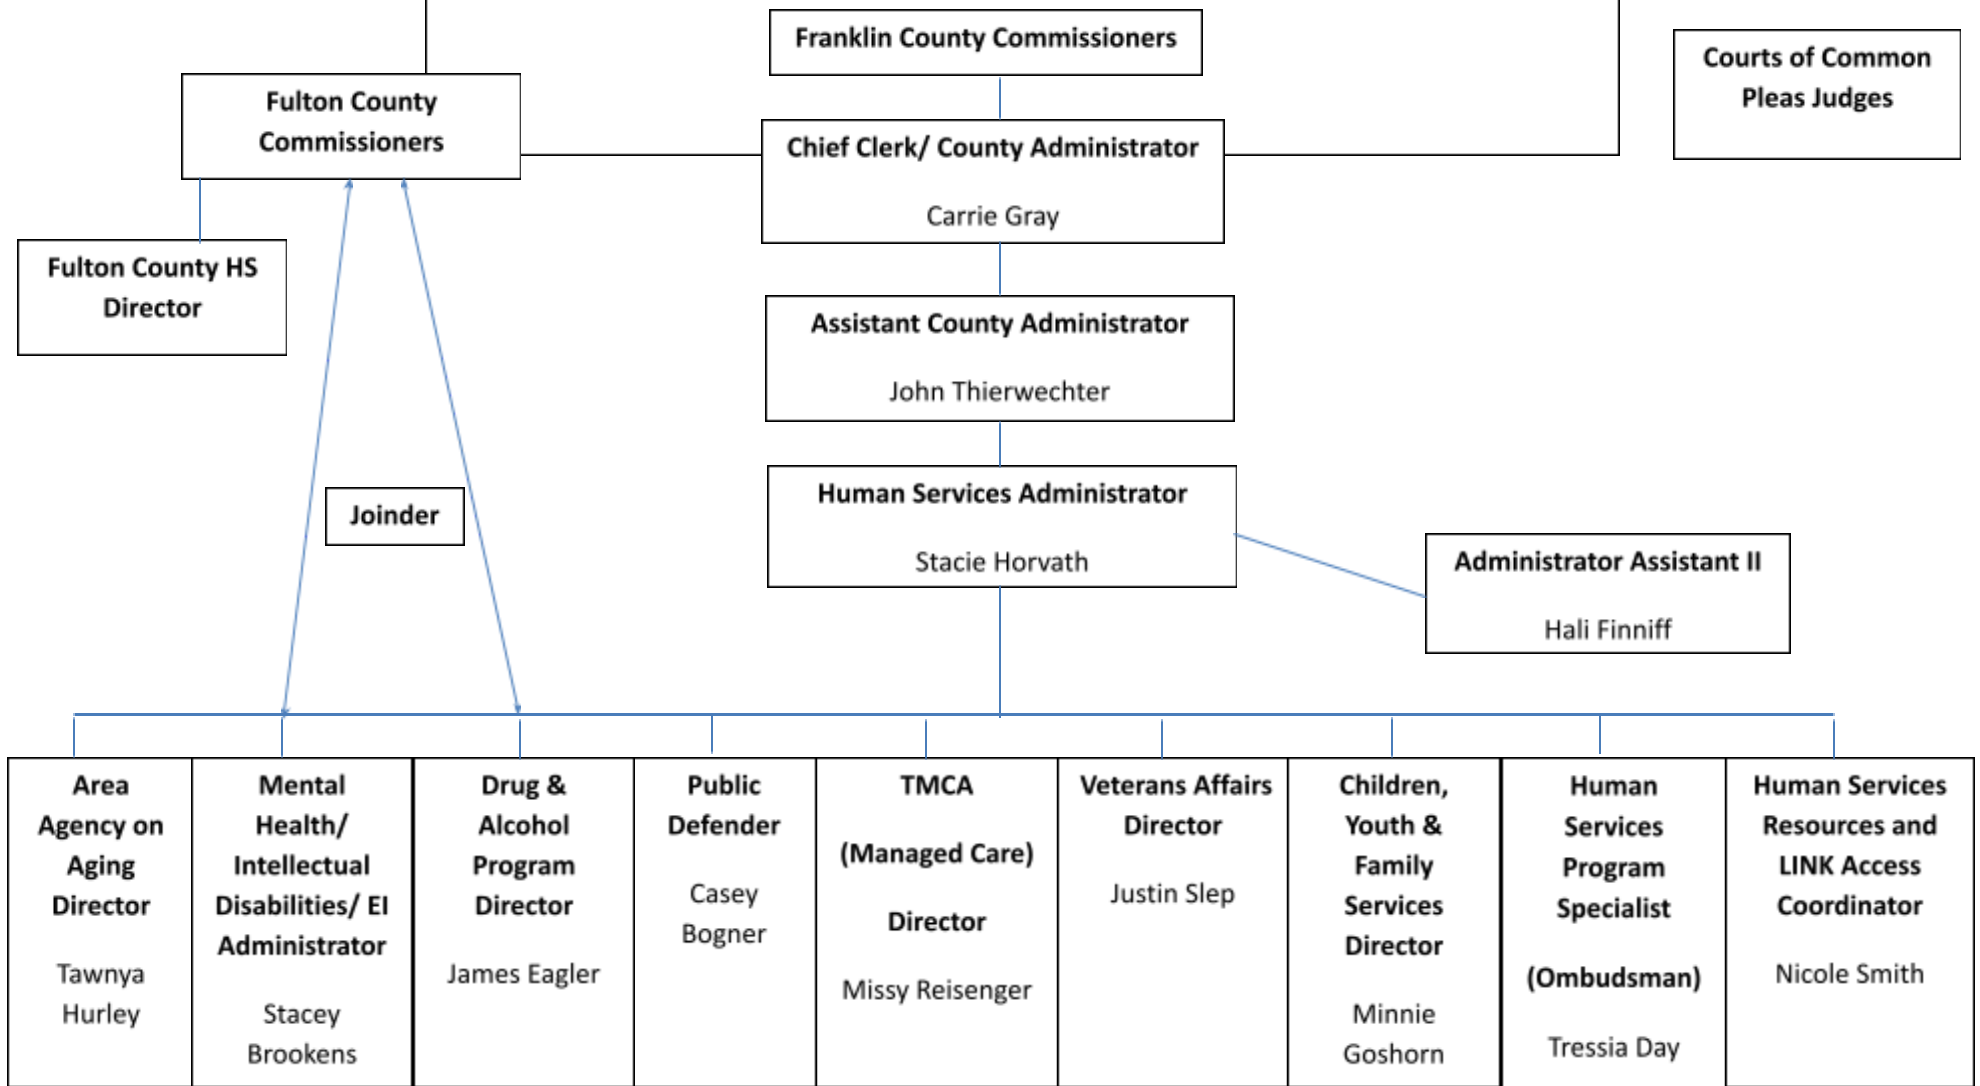 Franklin County Commissioners
Courts of Common
Pleas Judges
Fulton County
Commissioners
Chief Clerk/ County Administrator
Carrie Gray
Fulton County HS
Director
Assistant County Administrator
John Thierwechter
Joinder
Human Services Administrator
Stacie Horvath
Administrator Assistant II
Hali Finniff
Area
Agency on
Aging
Director
Tawnya
Hurley
Mental
Health/
Intellectual
Disabilities/ EI
Administrator
Stacey
Brookens
Drug &
Alcohol
Program
Director
James Eagler
Public
Defender
Casey
Bogner
TMCA
(Managed Care)
Director
Missy Reisenger
Veterans Affairs
Director
Justin Slep
Children,
Youth &
Family
Services
Director
Minnie
Goshorn
Human
Services
Program
Specialist
(Ombudsman)
Tressia Day
Human Services
Resources and
LINK Access
Coordinator
Nicole Smith